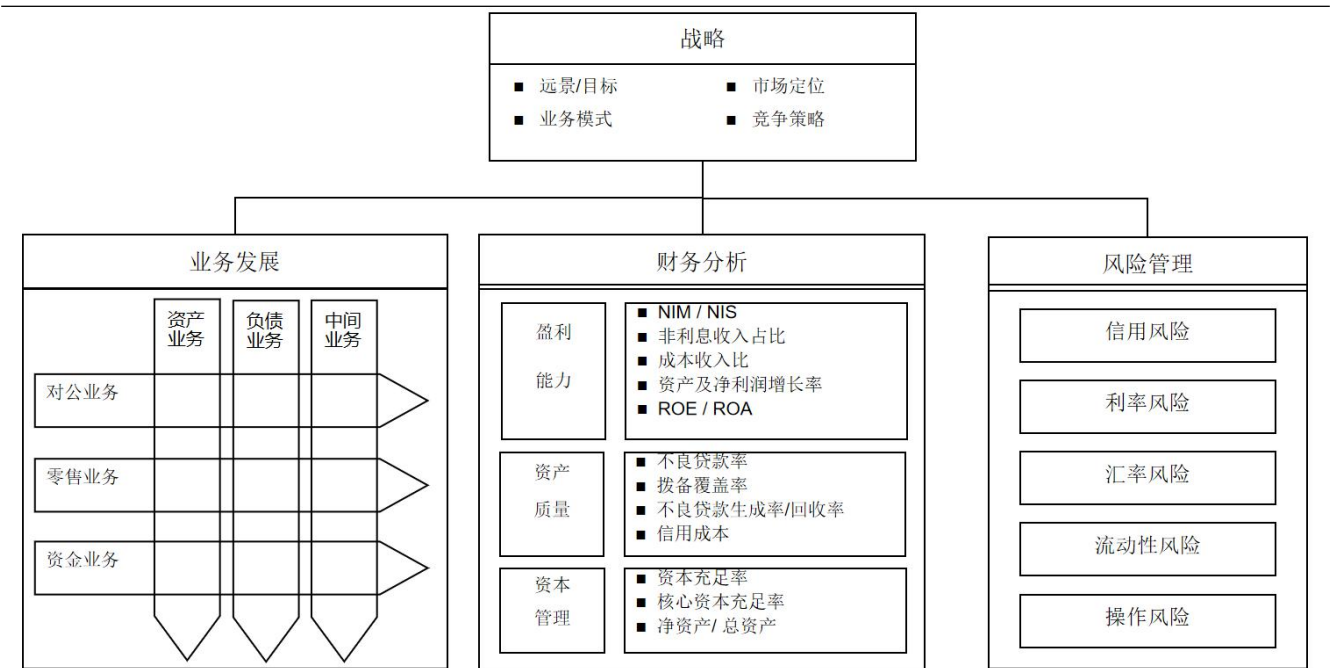 战略
■ 远景/目标
■ 市场定位
■ 业务模式
■ 竞争策略
业务发展
资产
业务
负债
业务
中间
业务
对公业务
零售业务
资金业务
财务分析
盈利
能力
■ NIM / NIS
■ 非利息收入占比
■ 成本收入比
■ 资产及净利润增长率
■ ROE / ROA
资产
质量
■ 不良贷款率
■ 拨备覆盖率
■ 不良贷款生成率/回收率
■ 信用成本
资本
管理
■ 资本充足率
■ 核心资本充足率
■ 净资产/ 总资产
风险管理
信用风险
利率风险
汇率风险
流动性风险
操作风险